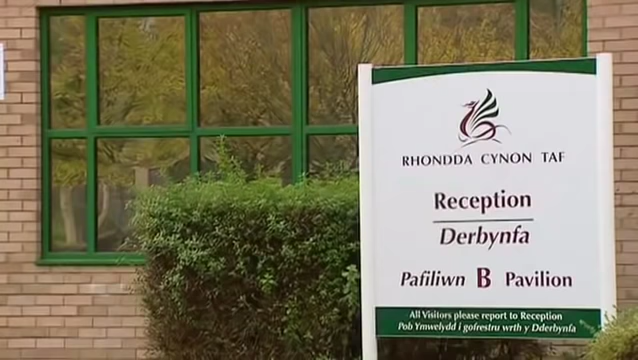 RHONDDA CYNON TAF
Reception
Derbynfa
Pafiliwn B Pavilion
All Visitors please report to Reception
Pob Ymwelydd i gofrestru wrth y Dderbynfa